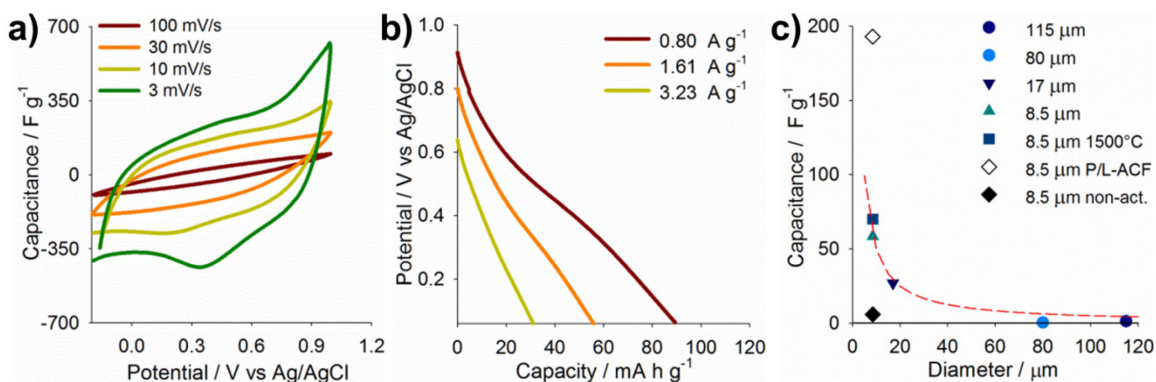 a)
Capacitance / F g⁻¹
700
350
0
-350
-700
100 mV/s
30 mV/s
10 mV/s
3 mV/s
0.0 0.3 0.6 0.9 1.2
Potential / V vs Ag/AgCl
b)
Potential / V vs Ag/AgCl
1.0
0.8
0.6
0.4
0.2
0.80 A g⁻¹
1.61 A g⁻¹
3.23 A g⁻¹
0 20 40 60 80 100 120
Capacity / mA h g⁻¹
c)
Capacitance / F g⁻¹
200
150
100
50
0
0 20 40 60 80 100 120
Diameter / μm
115 μm
80 μm
17 μm
8.5 μm
8.5 μm 1500°C
8.5 μm P/L-ACF
8.5 μm non-act.